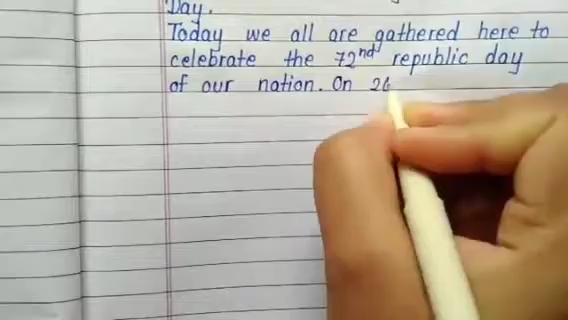 Day.
Today we all are gathered here to
celebrate the 72nd republic day
of our nation. On 26